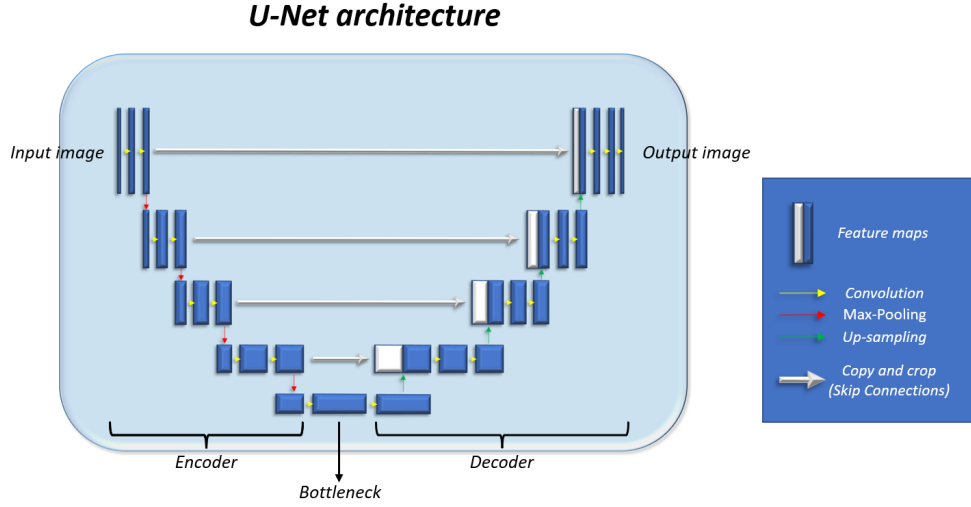 U-Net architecture
Input image
Output image
Feature maps
Convolution
Max-Pooling
Up-sampling
Copy and crop
(Skip Connections)
Encoder
Decoder
Bottleneck